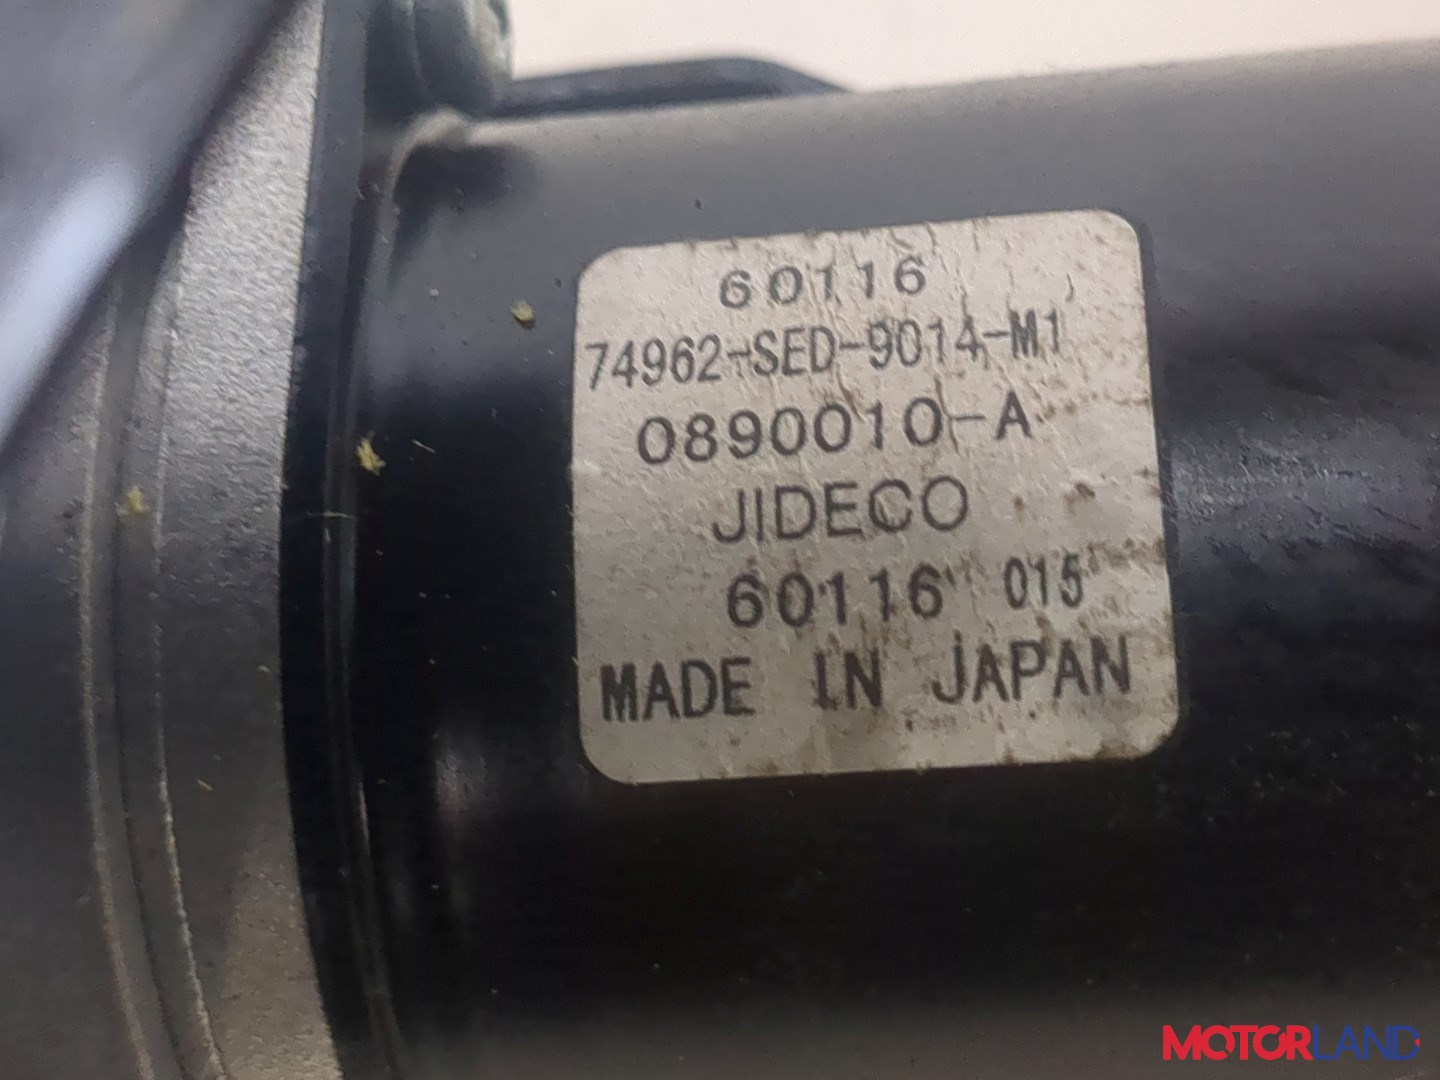 60116
74962-SED-9014-M1
0890010-A
JIDECO
60116 015
MADE IN JAPAN
MOTORLAND